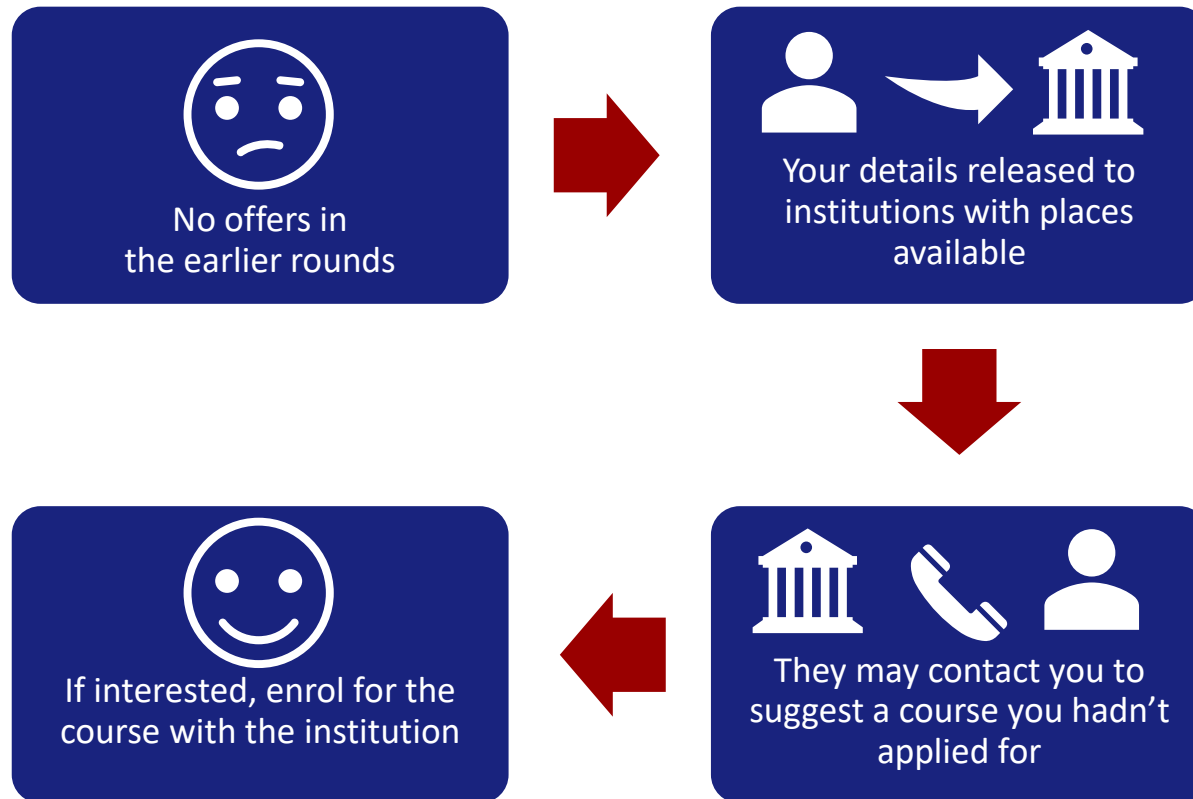 No offers in
the earlier rounds
Your details released to
institutions with places
available
They may contact you to
suggest a course you hadn’t
applied for
If interested, enrol for the
course with the institution